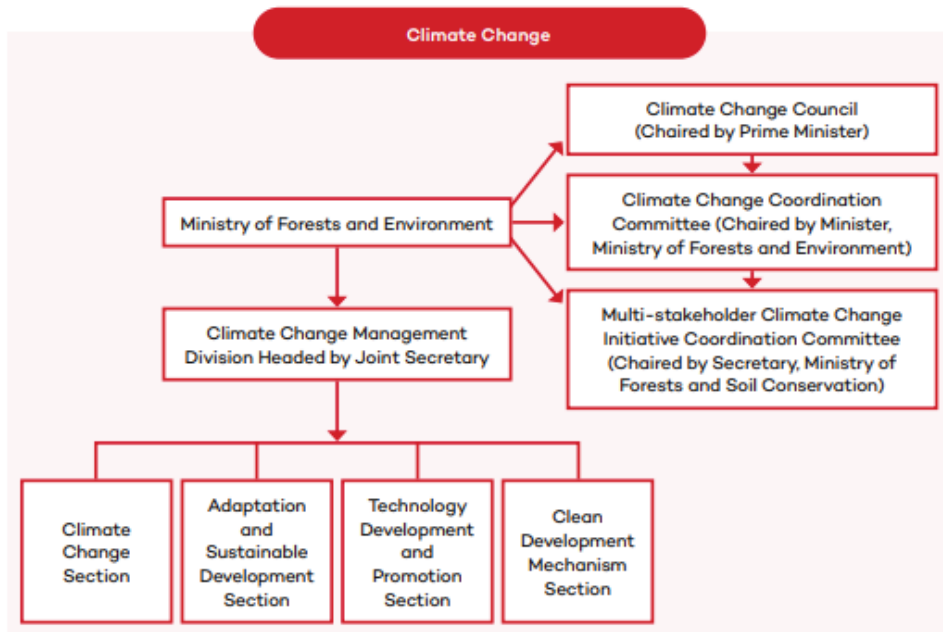 Climate Change
Climate Change Council
(Chaired by Prime Minister)
Ministry of Forests and Environment
Climate Change Coordination
Committee (Chaired by Minister,
Ministry of Forests and Environment)
Climate Change Management
Division Headed by Joint Secretary
Multi-stakeholder Climate Change
Initiative Coordination Committee
(Chaired by Secretary, Ministry of
Forests and Soil Conservation)
Climate
Change
Section
Adaptation
and
Sustainable
Development
Section
Technology
Development
and
Promotion
Section
Clean
Development
Mechanism
Section